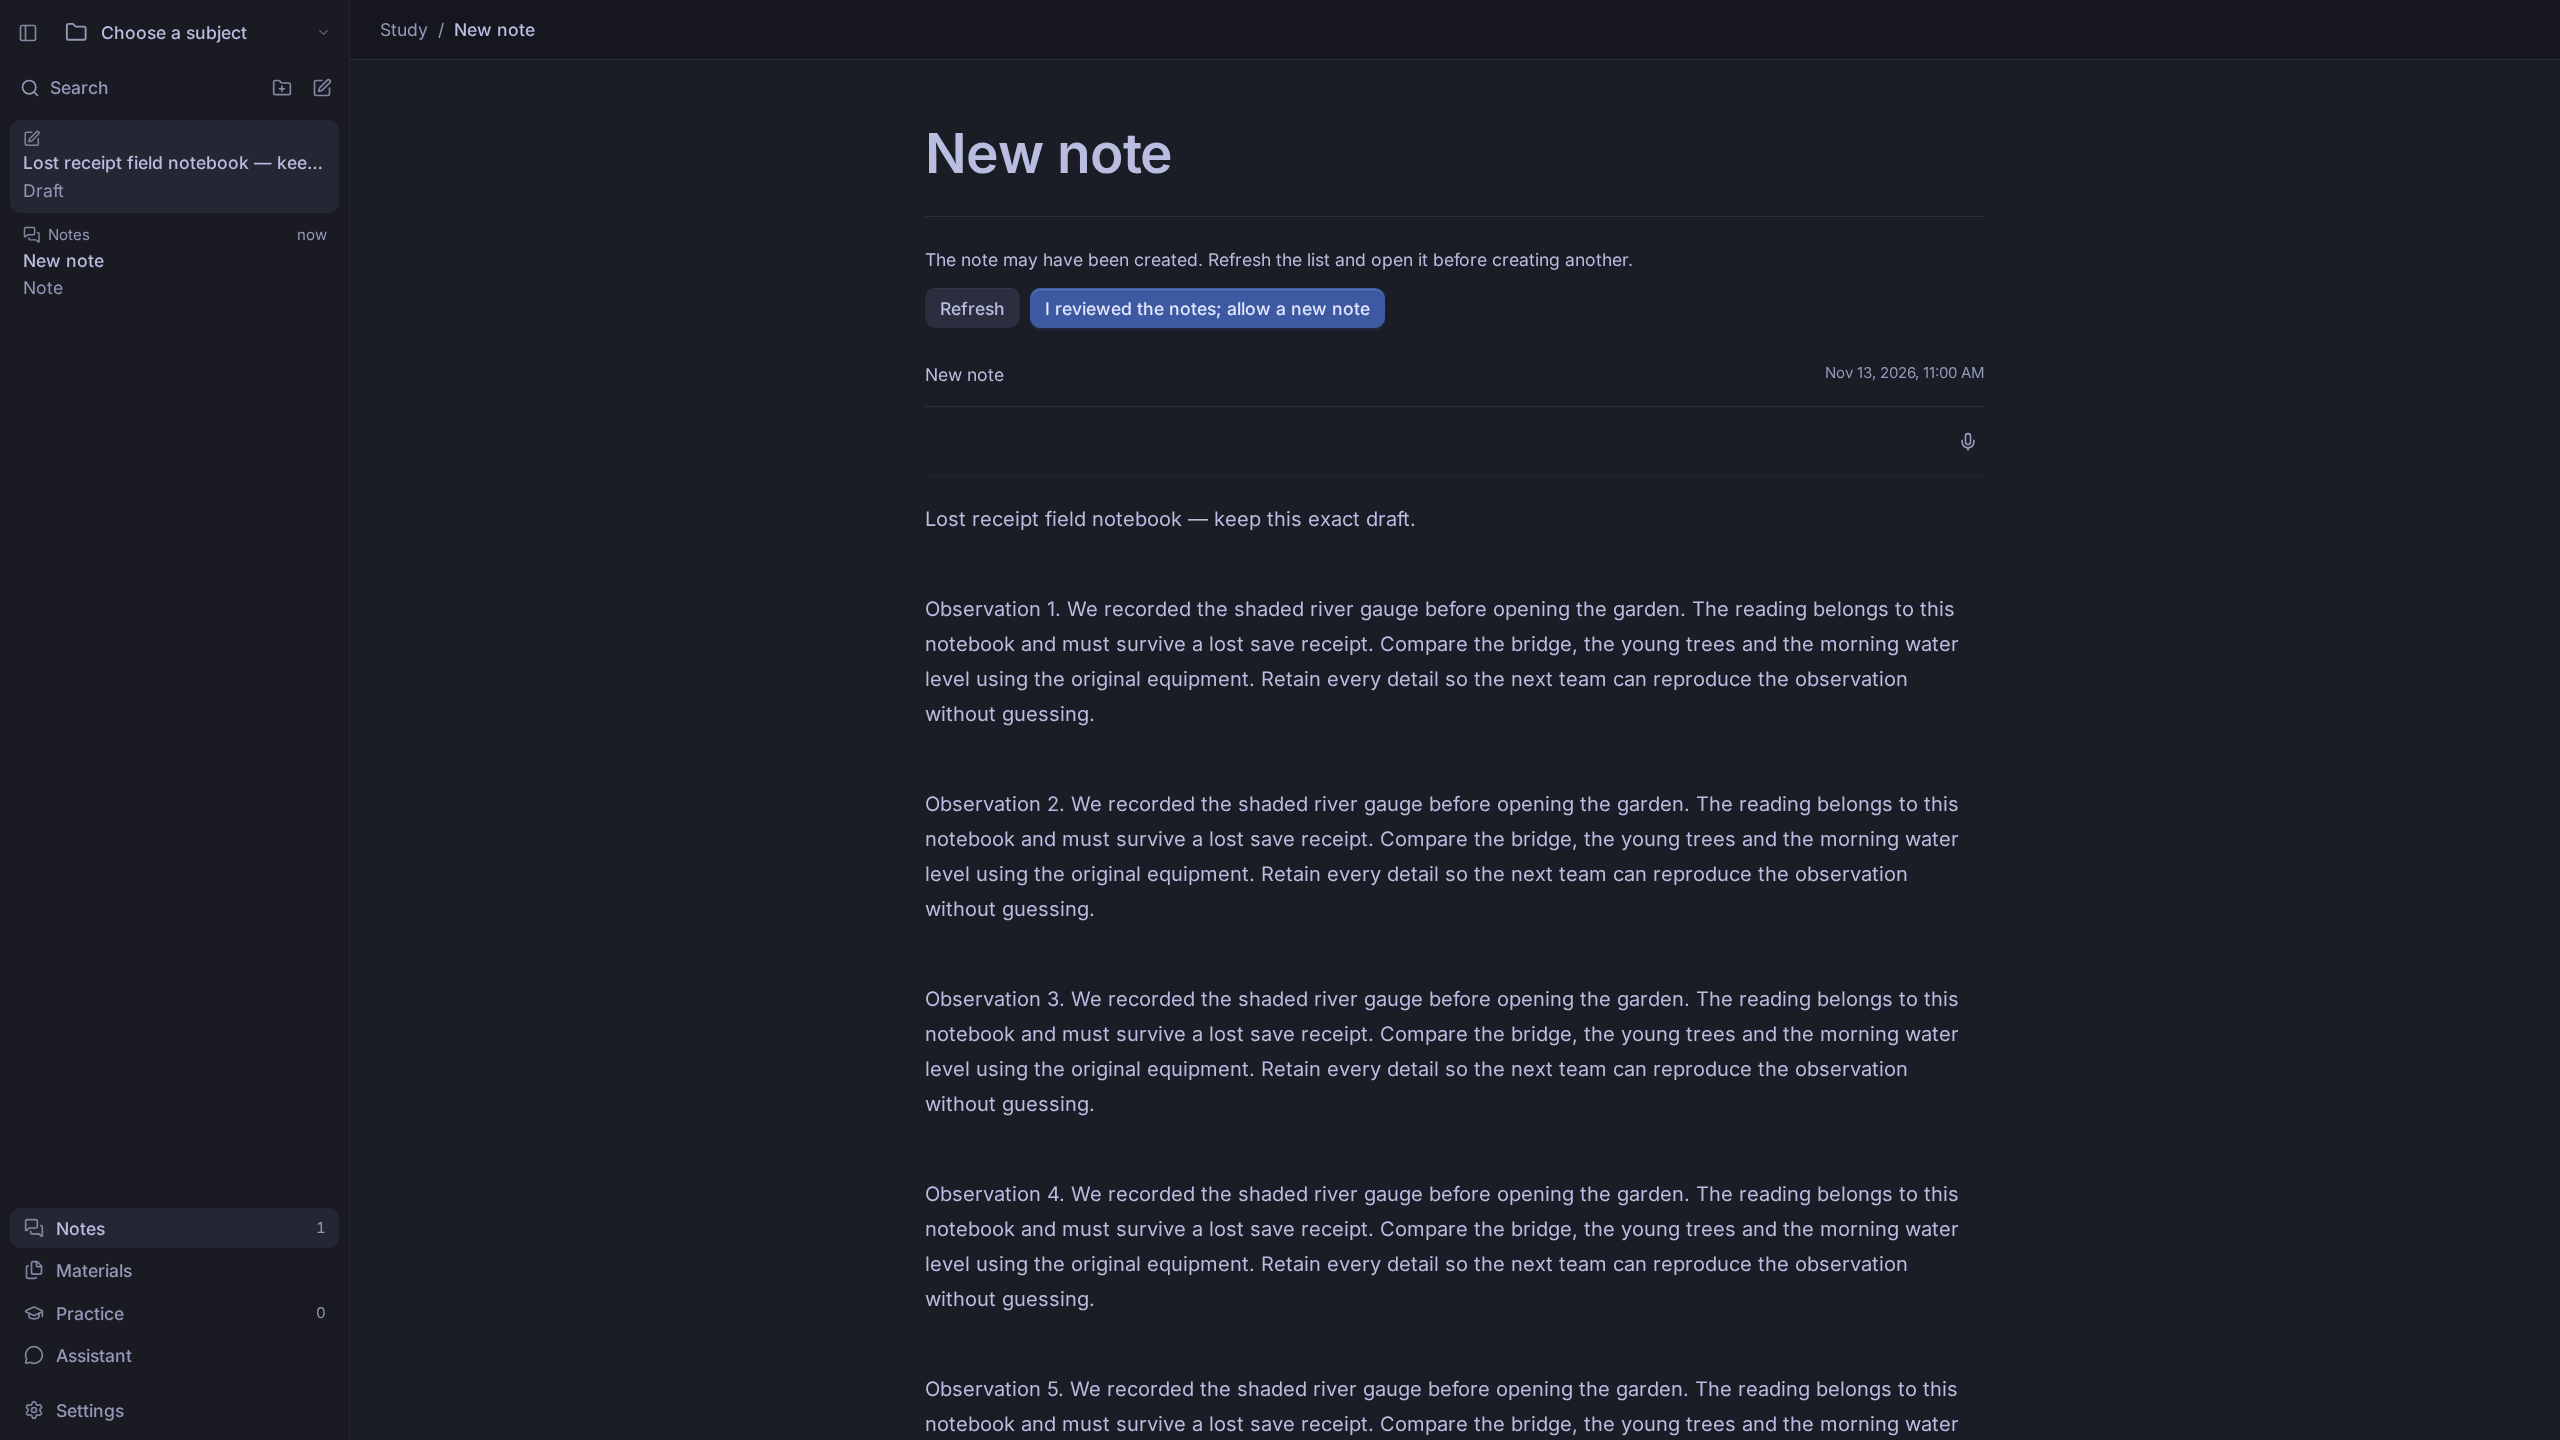 Choose a subject
Search
Lost receipt field notebook — kee...
Draft
Notes now
New note
Note
Notes 1
Materials
Practice 0
Assistant
Settings
Study / New note
New note
The note may have been created. Refresh the list and open it before creating another.
Refresh I reviewed the notes; allow a new note
New note Nov 13, 2026, 11:00 AM
Lost receipt field notebook — keep this exact draft.
Observation 1. We recorded the shaded river gauge before opening the garden. The reading belongs to this
notebook and must survive a lost save receipt. Compare the bridge, the young trees and the morning water
level using the original equipment. Retain every detail so the next team can reproduce the observation
without guessing.
Observation 2. We recorded the shaded river gauge before opening the garden. The reading belongs to this
notebook and must survive a lost save receipt. Compare the bridge, the young trees and the morning water
level using the original equipment. Retain every detail so the next team can reproduce the observation
without guessing.
Observation 3. We recorded the shaded river gauge before opening the garden. The reading belongs to this
notebook and must survive a lost save receipt. Compare the bridge, the young trees and the morning water
level using the original equipment. Retain every detail so the next team can reproduce the observation
without guessing.
Observation 4. We recorded the shaded river gauge before opening the garden. The reading belongs to this
notebook and must survive a lost save receipt. Compare the bridge, the young trees and the morning water
level using the original equipment. Retain every detail so the next team can reproduce the observation
without guessing.
Observation 5. We recorded the shaded river gauge before opening the garden. The reading belongs to this
notebook and must survive a lost save receipt. Compare the bridge, the young trees and the morning water